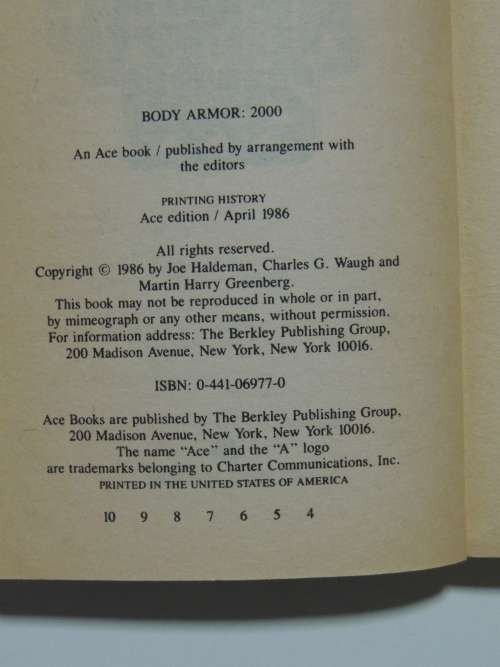 BODY ARMOR: 2000
An Ace book / published by arrangement with
the editors
PRINTING HISTORY
Ace edition / April 1986
All rights reserved.
Copyright © 1986 by Joe Haldeman, Charles G. Waugh and
Martin Harry Greenberg.
This book may not be reproduced in whole or in part,
by mimeograph or any other means, without permission.
For information address: The Berkley Publishing Group,
200 Madison Avenue, New York, New York 10016.
ISBN: 0-441-06977-0
Ace Books are published by The Berkley Publishing Group,
200 Madison Avenue, New York, New York 10016.
The name “Ace” and the “A” logo
are trademarks belonging to Charter Communications, Inc.
PRINTED IN THE UNITED STATES OF AMERICA
10 9 8 7 6 5 4